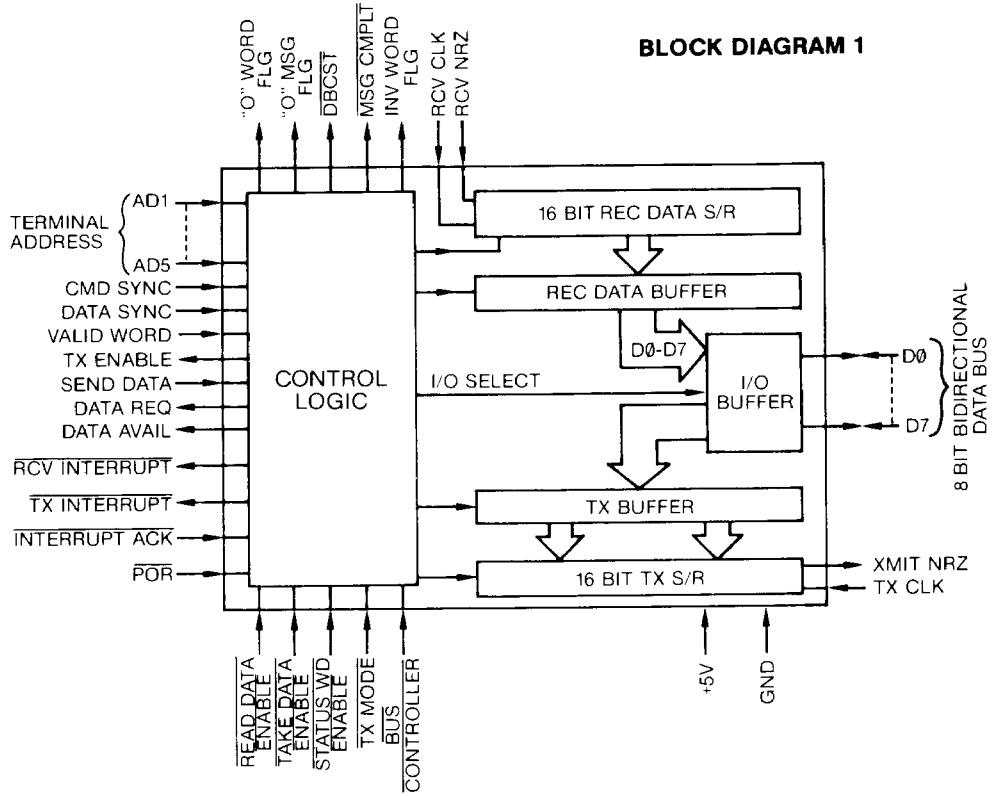 BLOCK DIAGRAM 1
"O" WORD
FLG
"O" MSG
FLG
DBCST
MSG CMPLT
INV WORD
FLG
RCV CLK
RCV NRZ
TERMINAL
ADDRESS
AD1
AD5
CMD SYNC
DATA SYNC
VALID WORD
TX ENABLE
SEND DATA
DATA REQ
DATA AVAIL
RCV INTERRUPT
TX INTERRUPT
INTERRUPT ACK
POR
CONTROL
LOGIC
16 BIT REC DATA S/R
REC DATA BUFFER
DØ-D7
I/O SELECT
I/O
BUFFER
TX BUFFER
16 BIT TX S/R
DØ
D7
8 BIT BIDIRECTIONAL
DATA BUS
XMIT NRZ
TX CLK
READ DATA
ENABLE
TAKE DATA
ENABLE
STATUS WD
ENABLE
TX MODE
BUS
CONTROLLER
+5V
GND